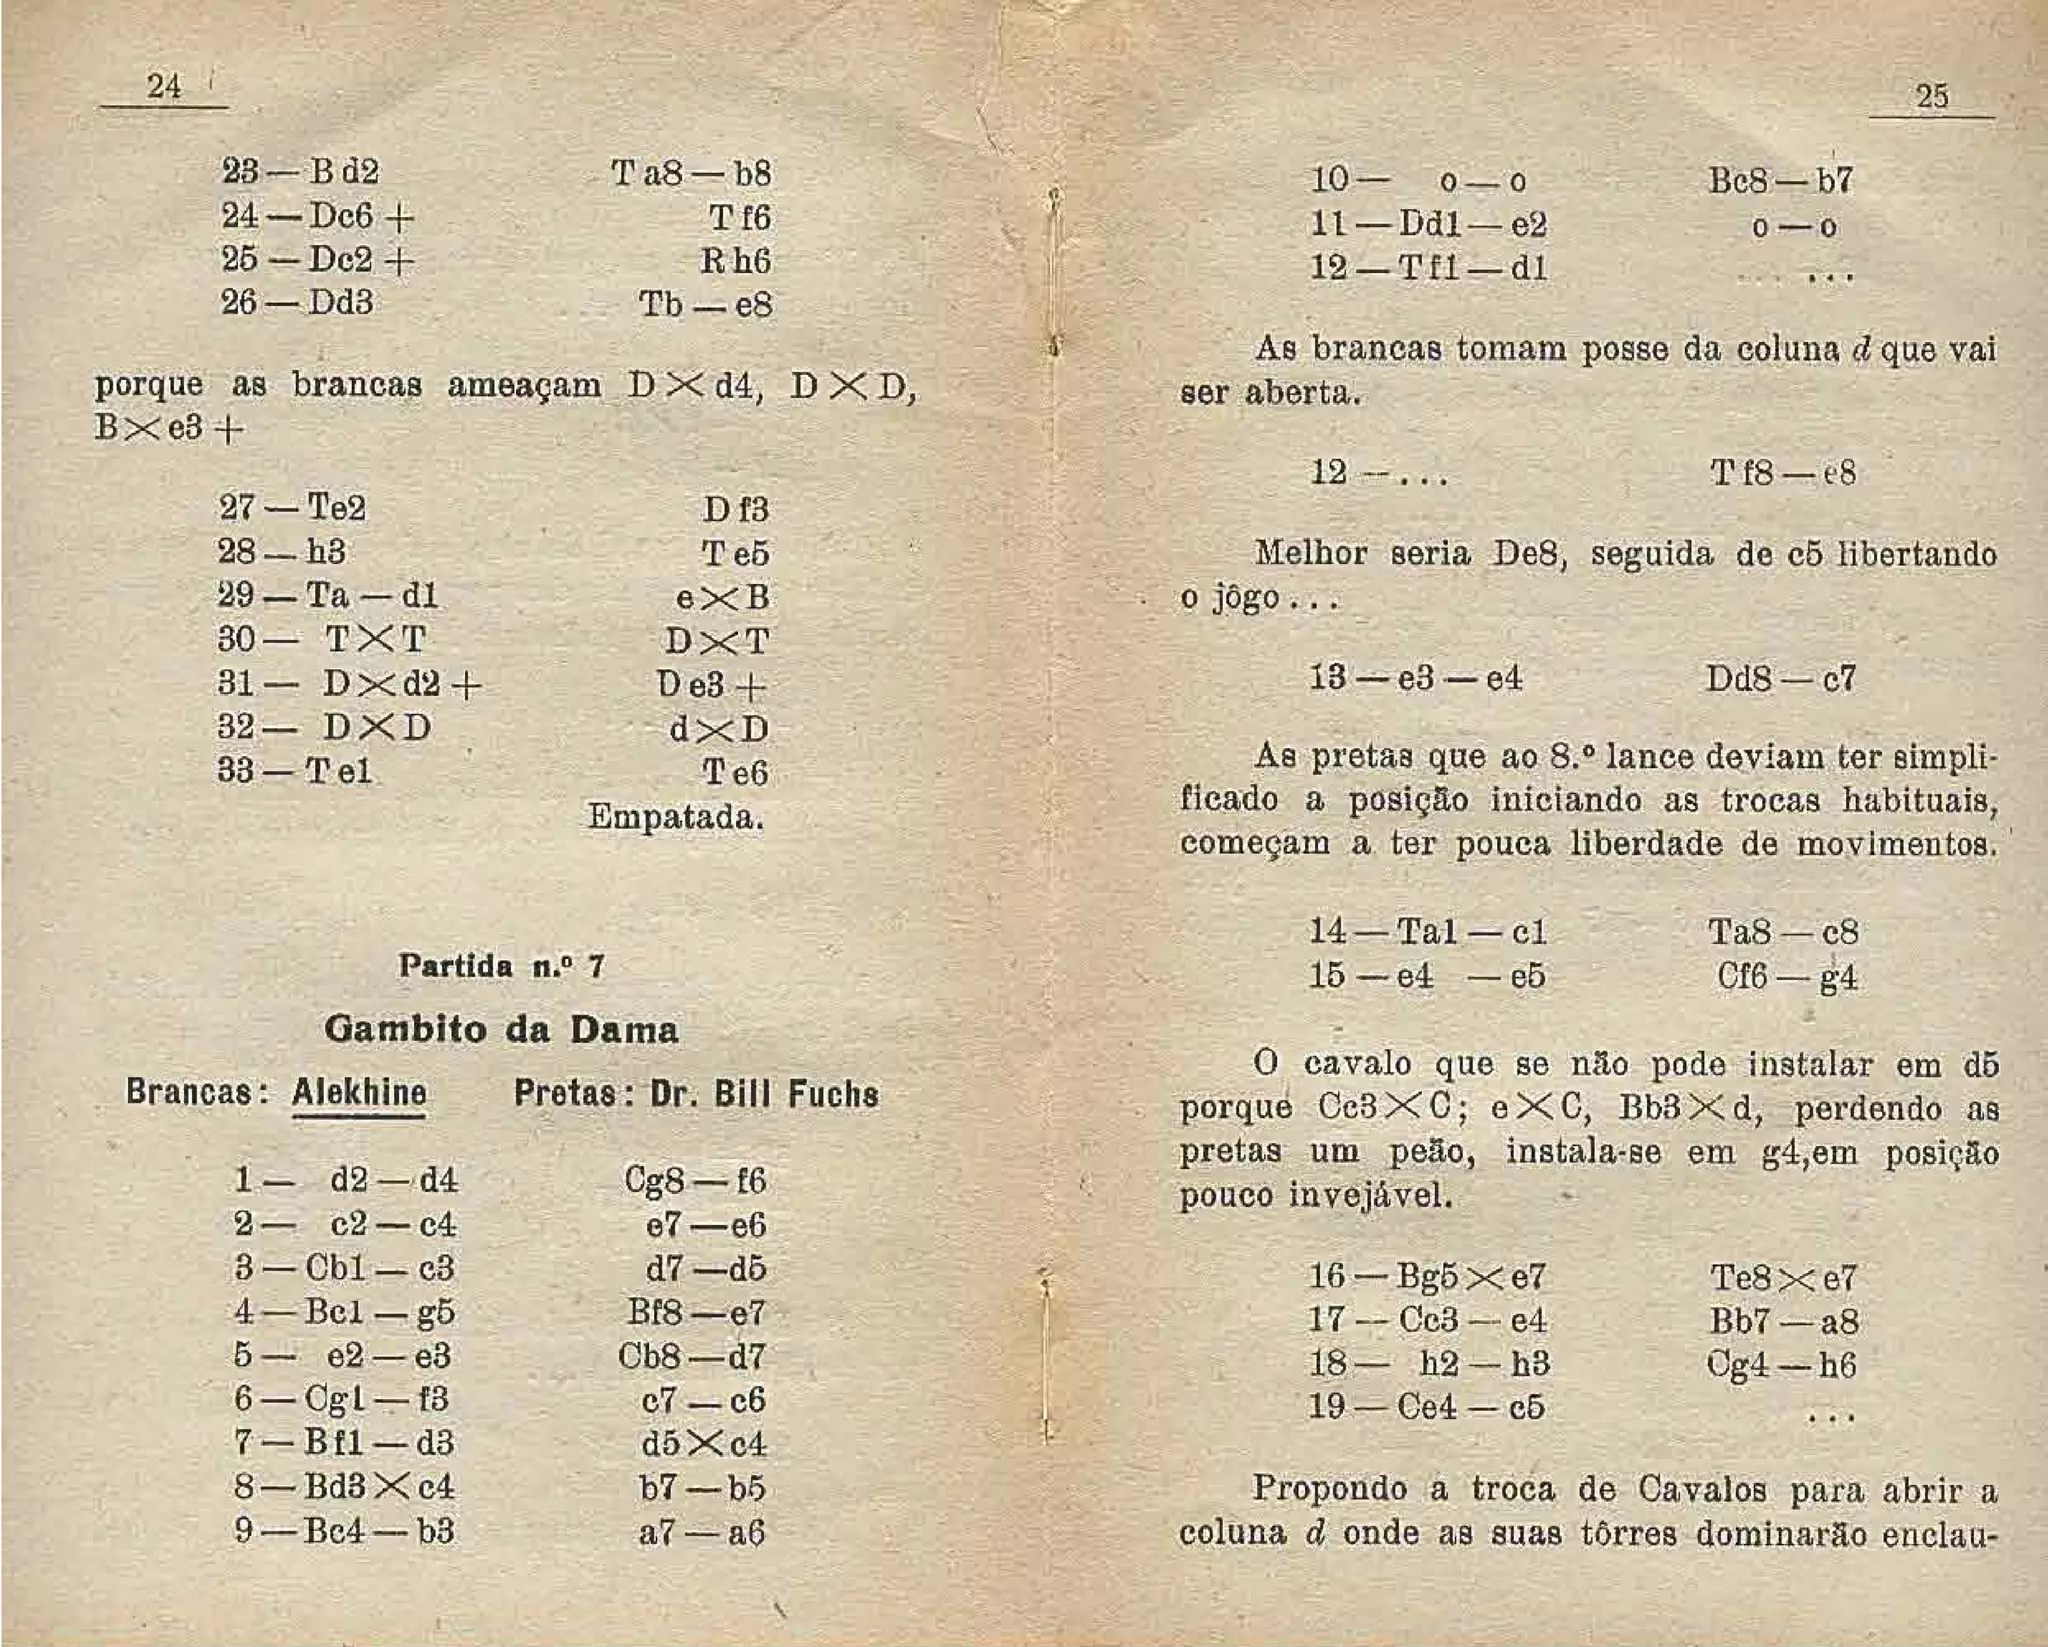 24
23 — B d2 T a8 — b8
24 — Dc6 + T f6
25 — Dc2 + R h6
26 — Dd3 Tb — e8
porque as brancas ameaçam D × d4, D × D,
B × e3 +
27 — Te2 D f3
28 — h3 T e5
29 — Ta — d1 e × B
30 — T × T D × T
31 — D × d2 + D e3 +
32 — D × D d × D
33 — T e1 T e6
Empatada.
Partida n.º 7
Gambito da Dama
Brancas: Alekhine Pretas: Dr. Bill Fuchs
1 — d2 — d4 Cg8 — f6
2 — c2 — c4 e7 — e6
3 — Cb1 — c3 d7 — d5
4 — Bc1 — g5 Bf8 — e7
5 — e2 — e3 Cb8 — d7
6 — Cg1 — f3 c7 — c6
7 — B f1 — d3 d5 × c4
8 — Bd3 × c4 b7 — b5
9 — Bc4 — b3 a7 — a6
25
10 — o — o Bc8 — b7
11 — Dd1 — e2 o — o
12 — T f1 — d1 ...
As brancas tomam posse da coluna d que vai
ser aberta.
12 — ... T f8 — e8
Melhor seria De8, seguida de c5 libertando
o jôgo ...
13 — e3 — e4 Dd8 — c7
As pretas que ao 8.º lance deviam ter simpli-
ficado a posição iniciando as trocas habituais,
começam a ter pouca liberdade de movimentos.
14 — Ta1 — c1 Ta8 — c8
15 — e4 — e5 Cf6 — g4
O cavalo que se não pode instalar em d5
porque Cc3 × C; e × C, Bb3 × d, perdendo as
pretas um peão, instala-se em g4,em posição
pouco invejável.
16 — Bg5 × e7 Te8 × e7
17 — Cc3 — e4 Bb7 — a8
18 — h2 — h3 Cg4 — h6
19 — Ce4 — c5 ...
Propondo a troca de Cavalos para abrir a
coluna d onde as suas tôrres dominarão enclau-